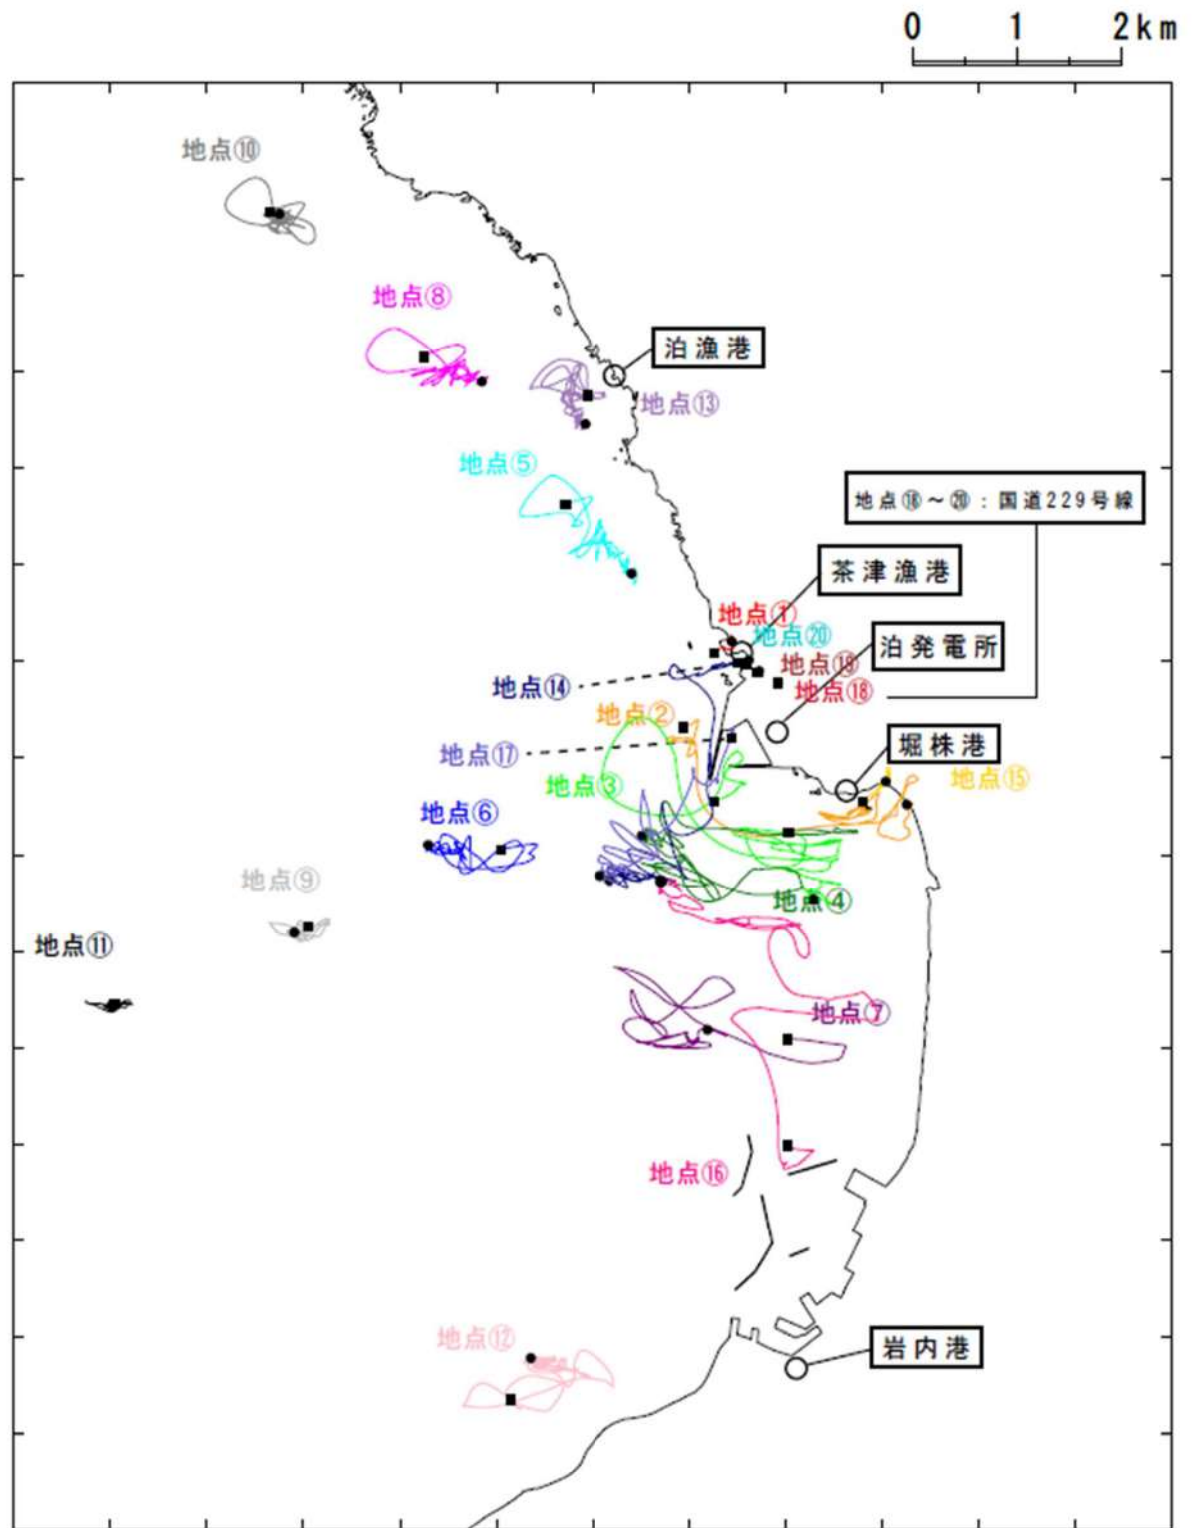 0 1 2km
地点⑩
地点⑧
泊漁港
地点⑬
地点⑤
地点⑱～⑳：国道229号線
茶津漁港
地点①
地点⑳
泊発電所
地点⑲
地点⑭
地点⑱
地点②
堀株港
地点⑰
地点③
地点⑮
地点⑥
地点⑨
地点④
地点⑪
地点⑦
地点⑯
地点⑫
岩内港